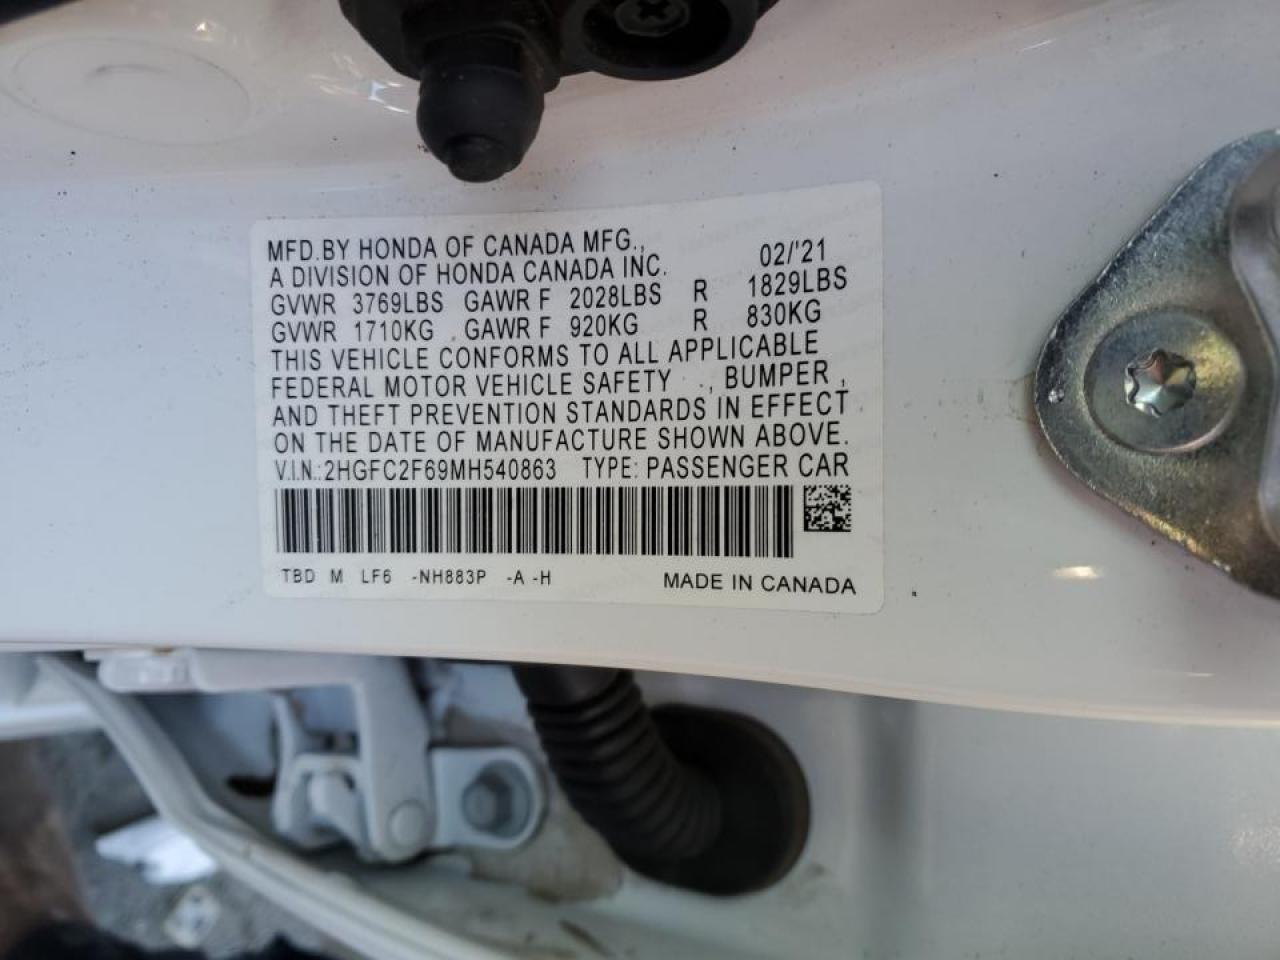 MFD.BY HONDA OF CANADA MFG., 02/'21
A DIVISION OF HONDA CANADA INC.
GVWR 3769LBS GAWR F 2028LBS R 1829LBS
GVWR 1710KG GAWR F 920KG R 830KG
THIS VEHICLE CONFORMS TO ALL APPLICABLE
FEDERAL MOTOR VEHICLE SAFETY , BUMPER ,
AND THEFT PREVENTION STANDARDS IN EFFECT
ON THE DATE OF MANUFACTURE SHOWN ABOVE.
V.I.N.:2HGFC2F69MH540863 TYPE: PASSENGER CAR
TBD M LF6 -NH883P -A -H MADE IN CANADA